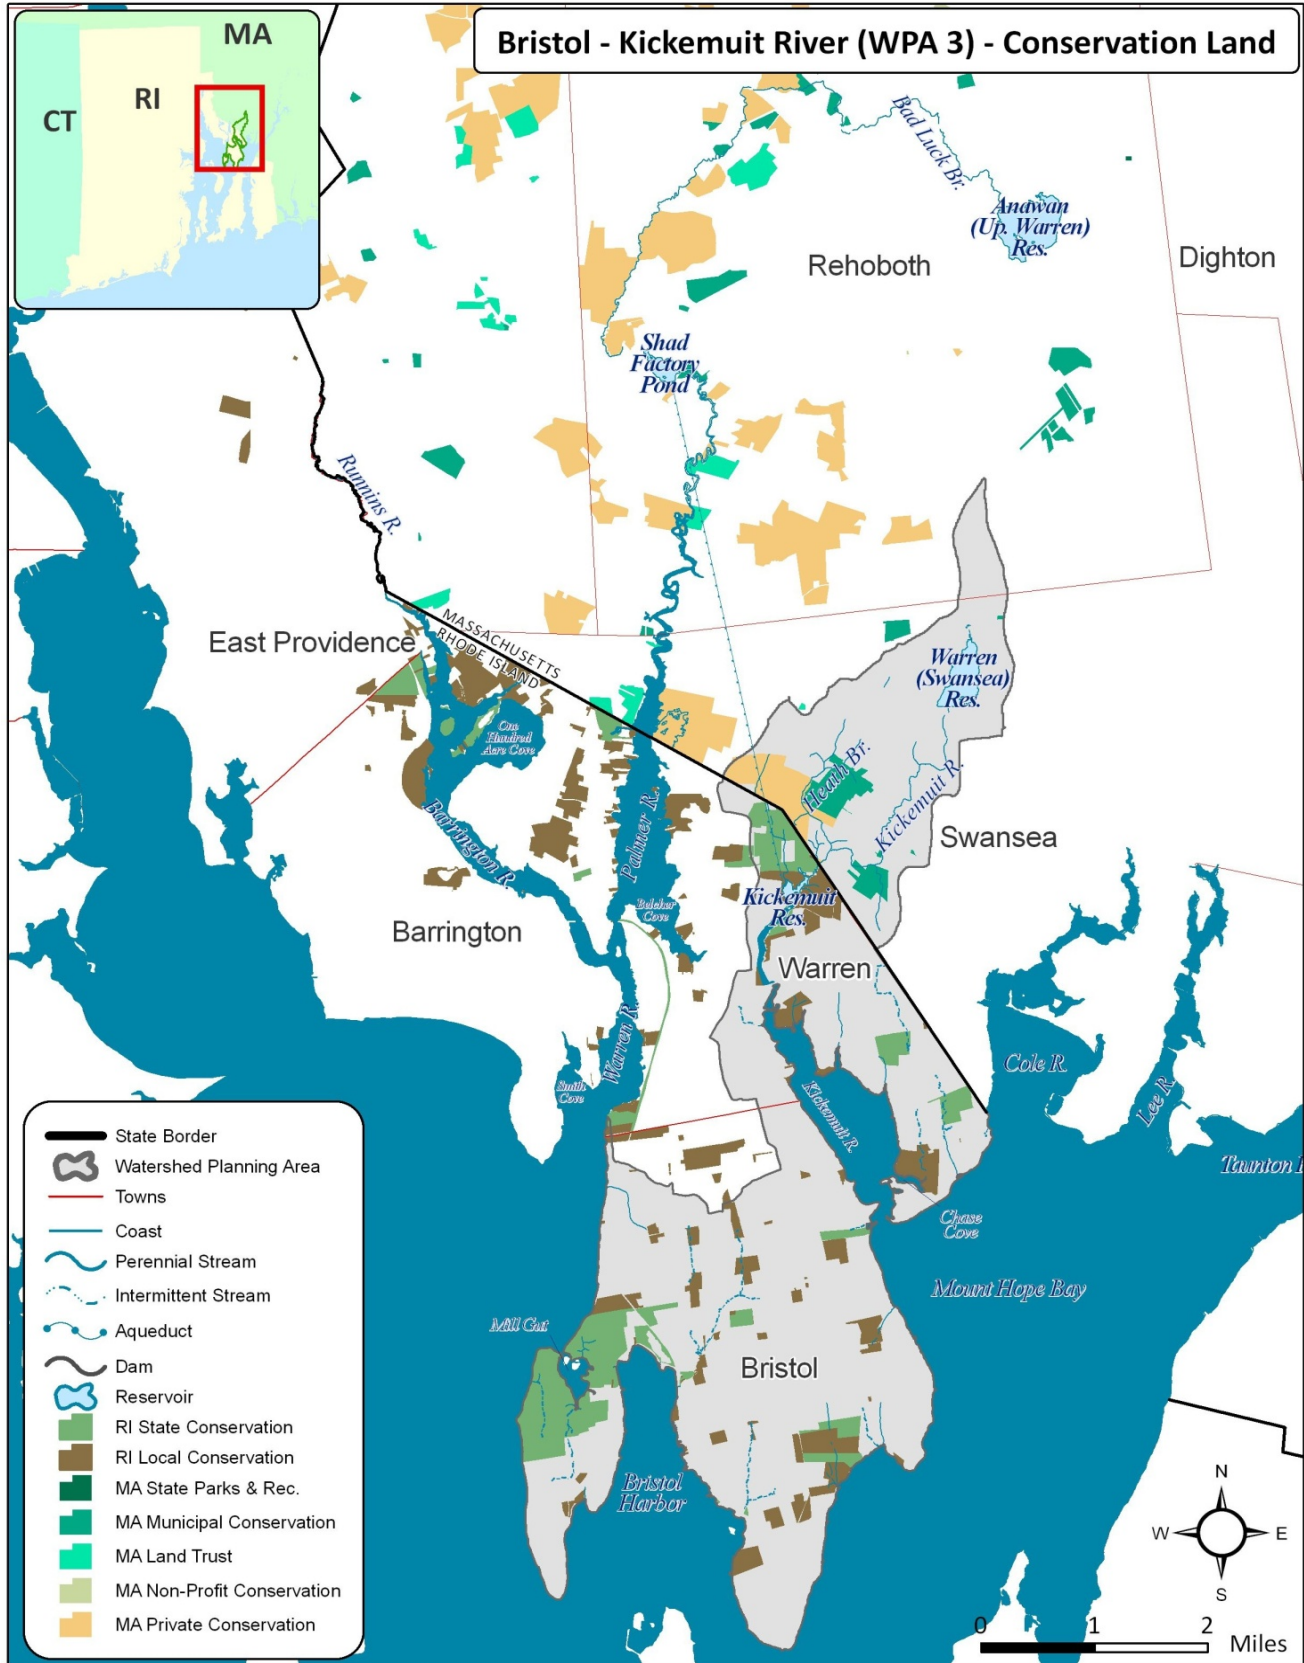 Bristol - Kickemuit River (WPA 3) - Conservation Land
MA
RI
CT
Bad Luck Br.
Anawan
(Up. Warren)
Res.
Rehoboth
Dighton
Shad
Factory
Pond
Runnins R.
MASSACHUSETTS
RHODE ISLAND
East Providence
Warren
(Swansea)
Res.
One
Hundred
Acre Cove
Heath Br.
Kickemuit R.
Palmer R.
Barrington R.
Swansea
Kickemuit
Res.
Belcher
Cove
Barrington
Warren
Warren R.
Smith
Cove
Kickemuit R.
Cole R.
Lee R.
Taunton
Chase
Cove
Mount Hope Bay
Mill Gut
Bristol
Bristol
Harbor
State Border
Watershed Planning Area
Towns
Coast
Perennial Stream
Intermittent Stream
Aqueduct
Dam
Reservoir
RI State Conservation
RI Local Conservation
MA State Parks & Rec.
MA Municipal Conservation
MA Land Trust
MA Non-Profit Conservation
MA Private Conservation
N
W E
S
0 1 2
Miles